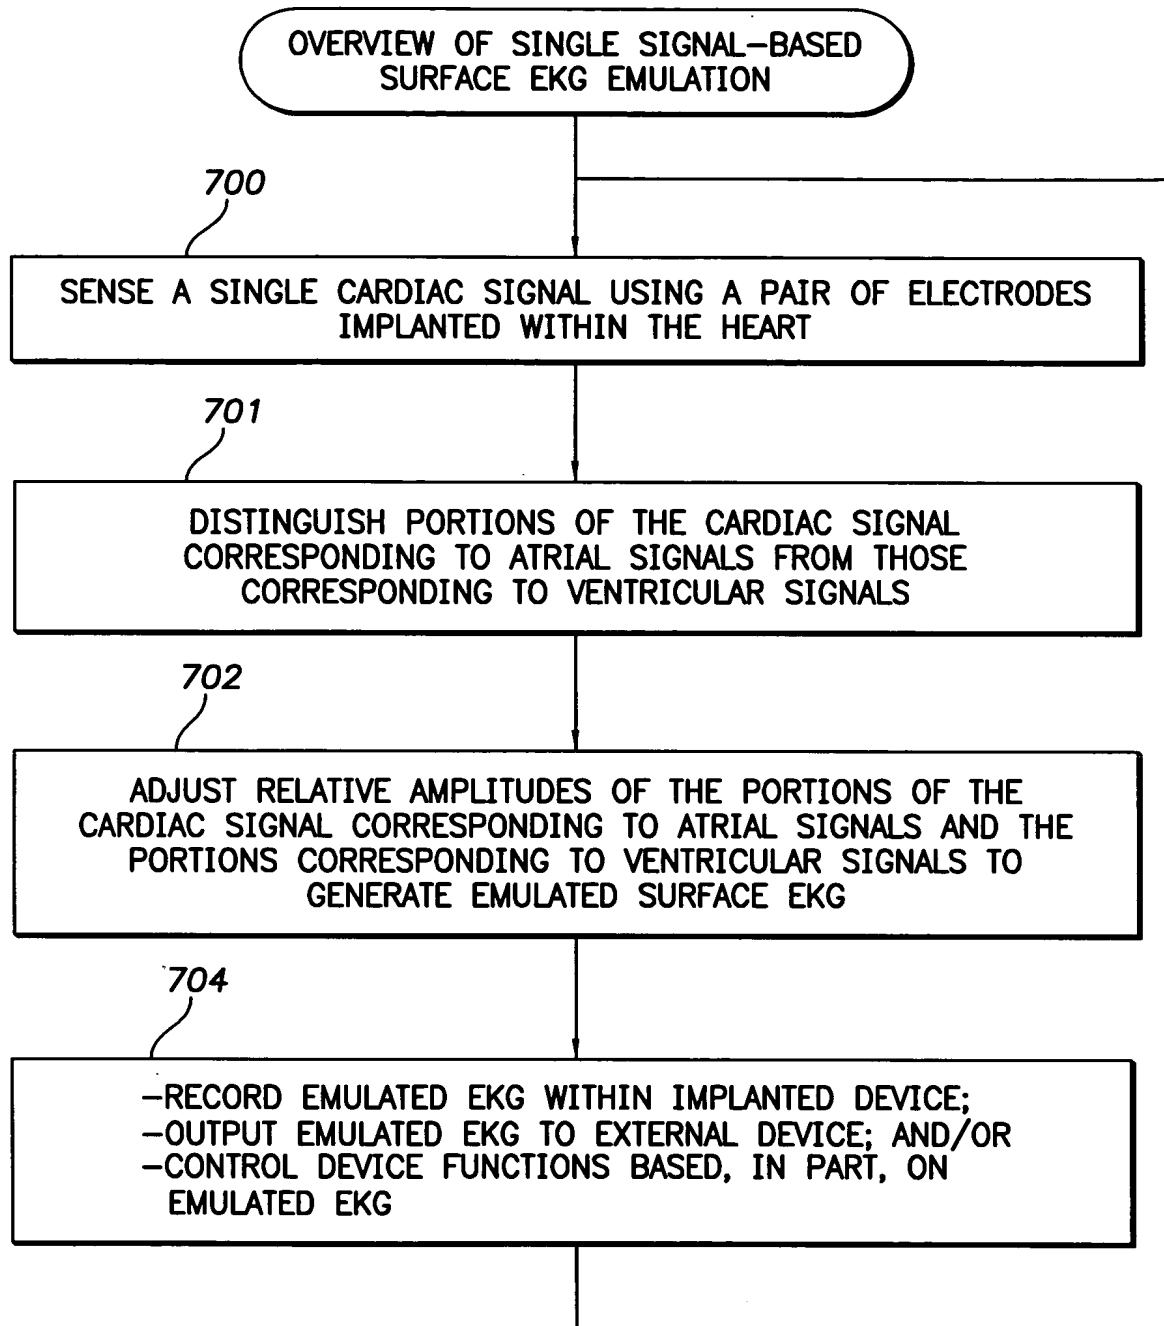 OVERVIEW OF SINGLE SIGNAL-BASED
SURFACE EKG EMULATION
700
SENSE A SINGLE CARDIAC SIGNAL USING A PAIR OF ELECTRODES
IMPLANTED WITHIN THE HEART
701
DISTINGUISH PORTIONS OF THE CARDIAC SIGNAL
CORRESPONDING TO ATRIAL SIGNALS FROM THOSE
CORRESPONDING TO VENTRICULAR SIGNALS
702
ADJUST RELATIVE AMPLITUDES OF THE PORTIONS OF THE
CARDIAC SIGNAL CORRESPONDING TO ATRIAL SIGNALS AND THE
PORTIONS CORRESPONDING TO VENTRICULAR SIGNALS TO
GENERATE EMULATED SURFACE EKG
704
-RECORD EMULATED EKG WITHIN IMPLANTED DEVICE;
-OUTPUT EMULATED EKG TO EXTERNAL DEVICE; AND/OR
-CONTROL DEVICE FUNCTIONS BASED, IN PART, ON
EMULATED EKG